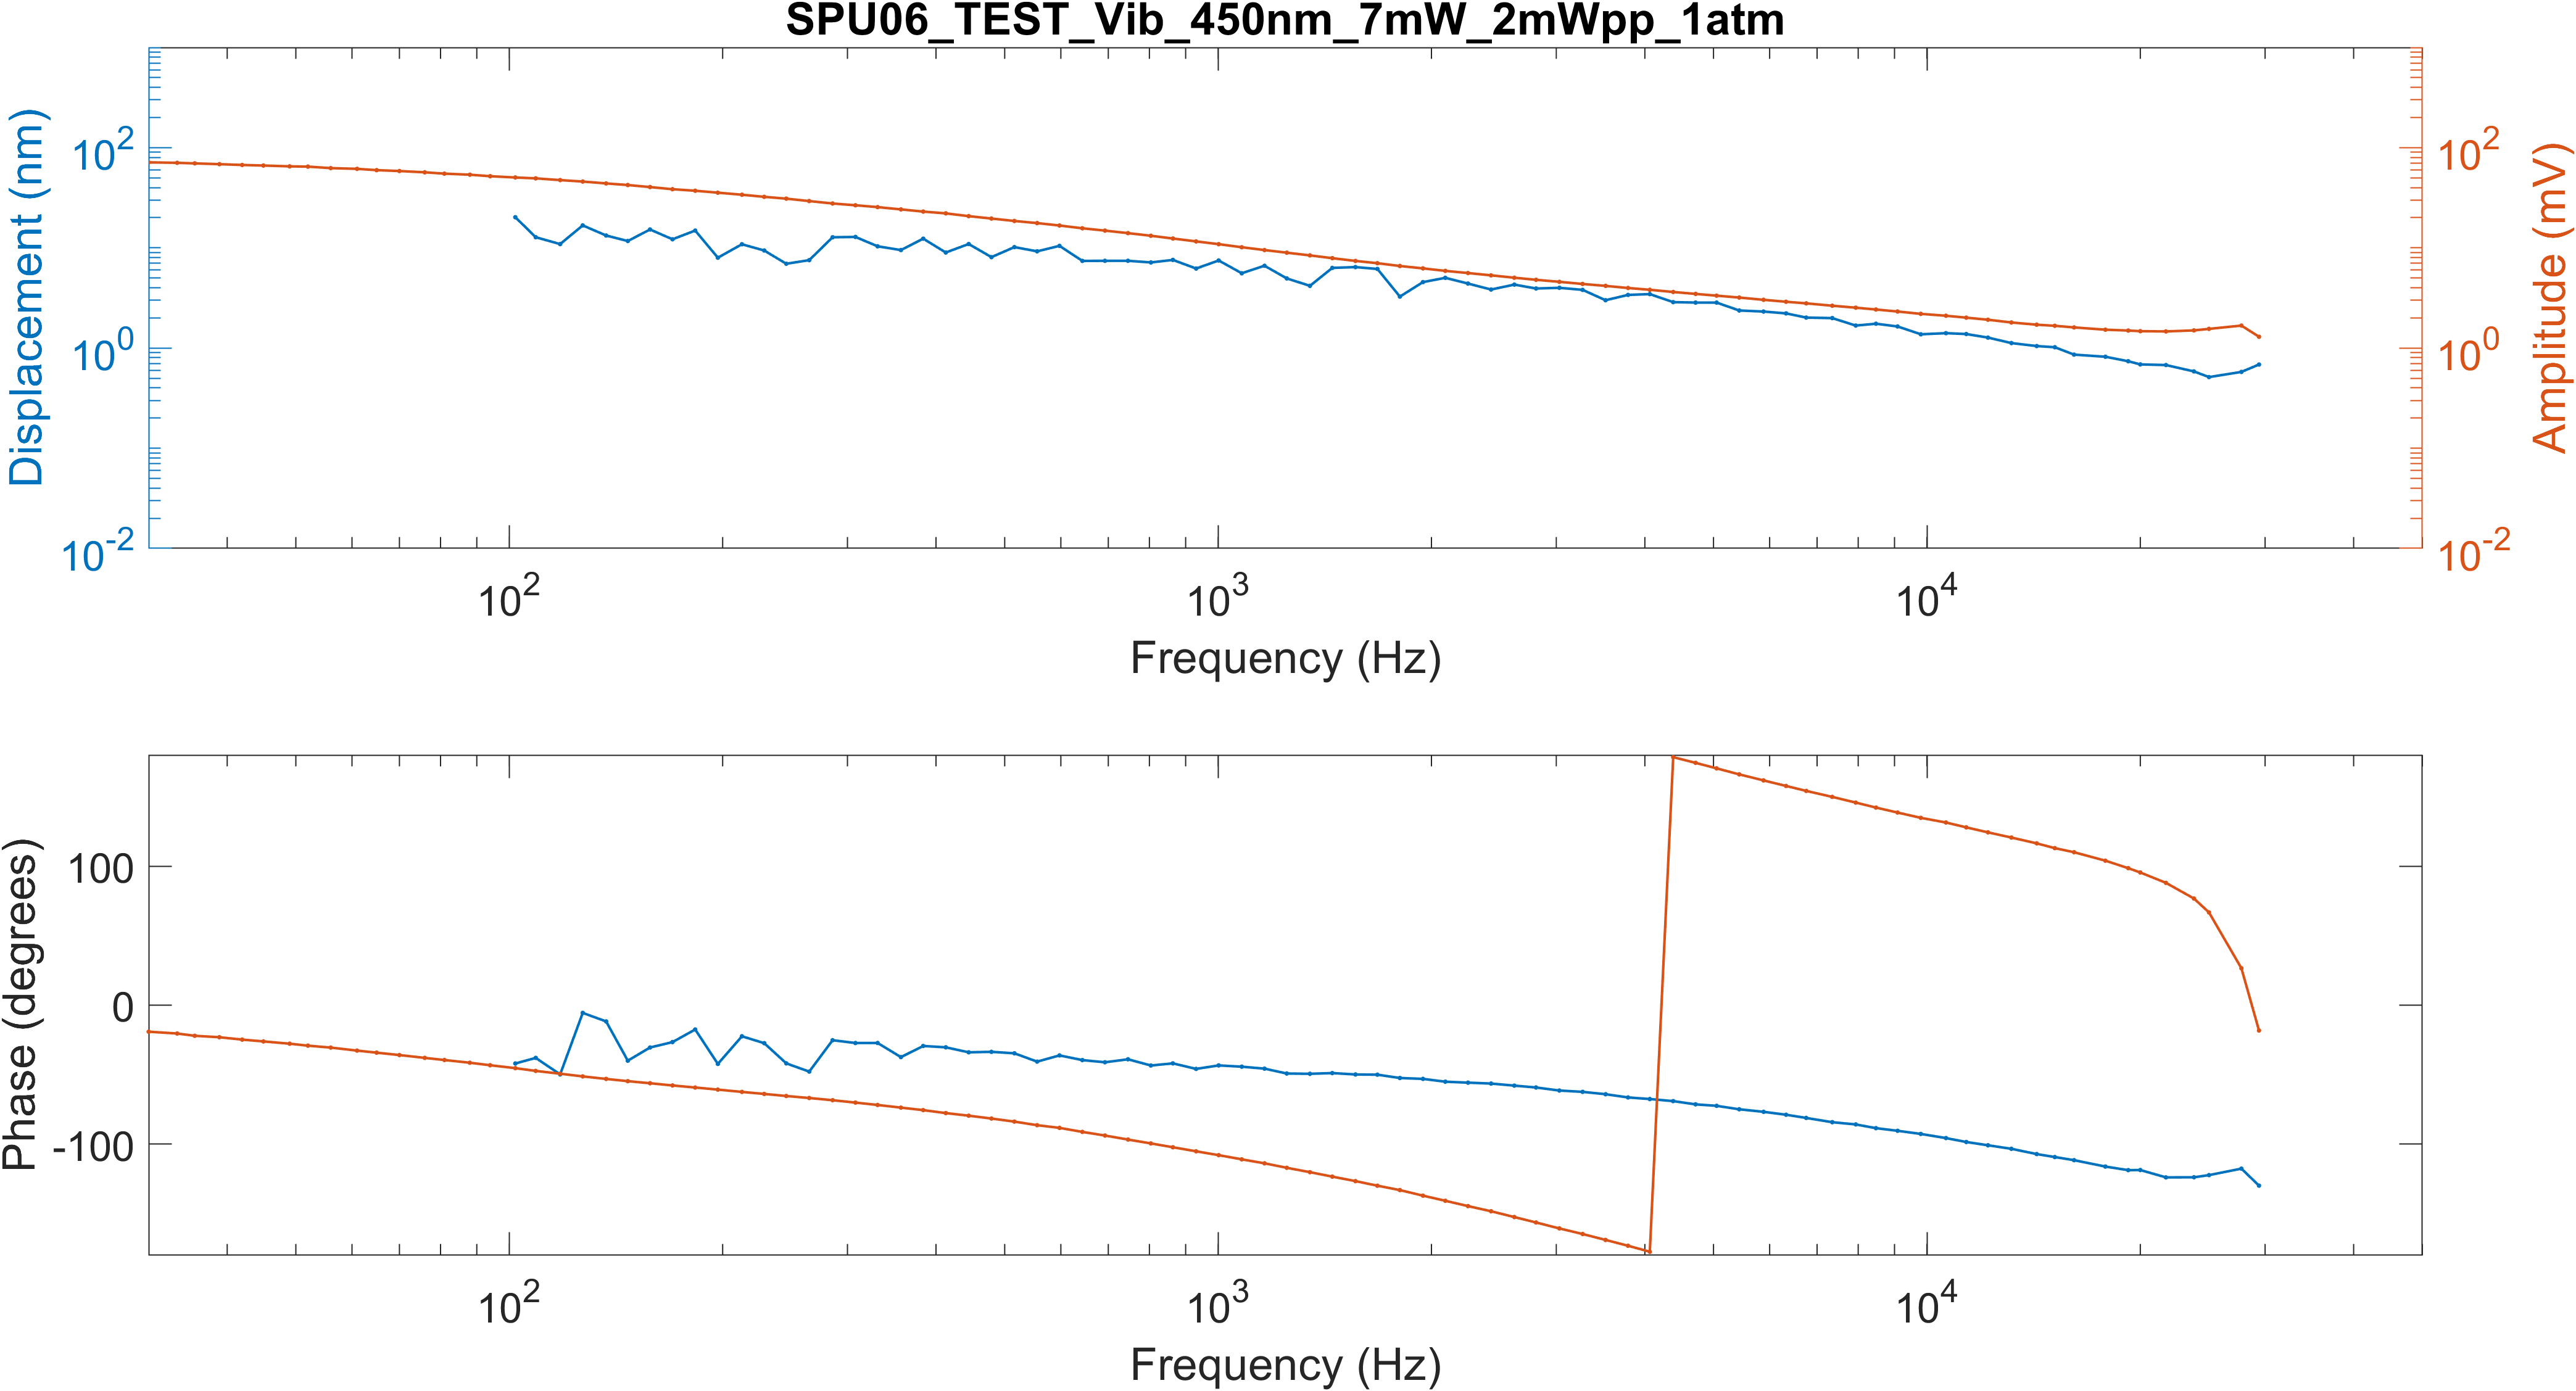 SPU06_TEST_Vib_450nm_7mW_2mWpp_1atm
Displacement (nm)
10^2
10^0
10^-2
10^2
10^0
10^-2
Amplitude (mV)
10^2 10^3 10^4
Frequency (Hz)
Phase (degrees)
100
0
-100
10^2 10^3 10^4
Frequency (Hz)